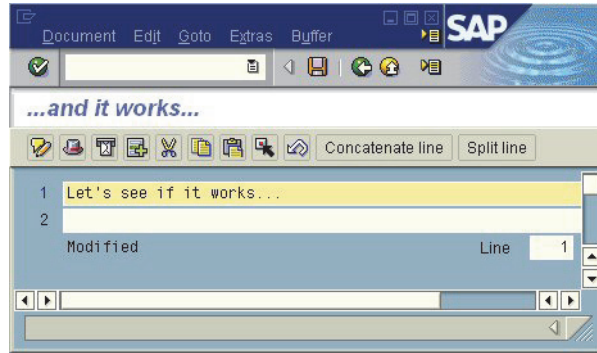 Document Edit Goto Extras Buffer
SAP
...and it works...
Concatenate line Split line
1 Let's see if it works...
2
Modified Line 1